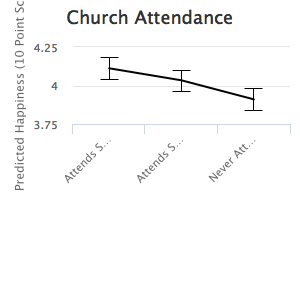 Church Attendance
Predicted Happiness (10 Point Sc
4.25
4
3.75
Attends S...
Attends S...
Never Att...